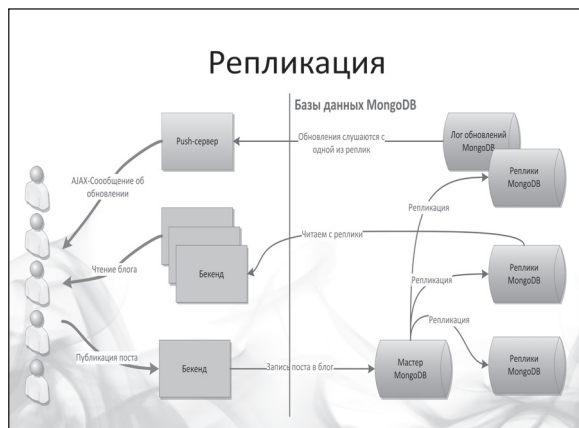 Репликация
Базы данных MongoDB
Push-сервер
Обновления слушаются с
одной из реплик
Лог обновлений
MongoDB
Реплики
MongoDB
AJAX-Соообщение об
обновлении
Репликация
Читаем с реплики
Чтение блога
Бекенд
Репликация
Реплики
MongoDB
Репликация
Публикация поста
Бекенд
Запись поста в блог
Мастер
MongoDB
Реплики
MongoDB